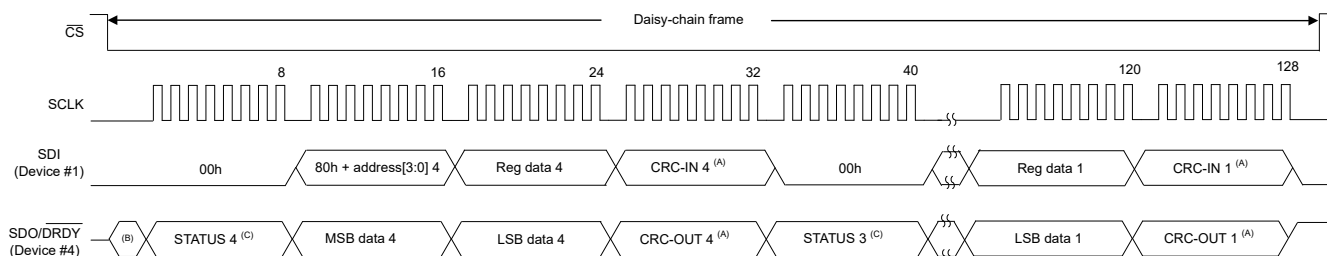 Daisy-chain frame
CS
8 16 24 32 40 120 128
SCLK
SDI
(Device #1)
00h 80h + address[3:0] 4 Reg data 4 CRC-IN 4 (A) 00h Reg data 1 CRC-IN 1 (A)
SDO/DRDY
(Device #4)
(B) STATUS 4 (C) MSB data 4 LSB data 4 CRC-OUT 4 (A) STATUS 3 (C) LSB data 1 CRC-OUT 1 (A)